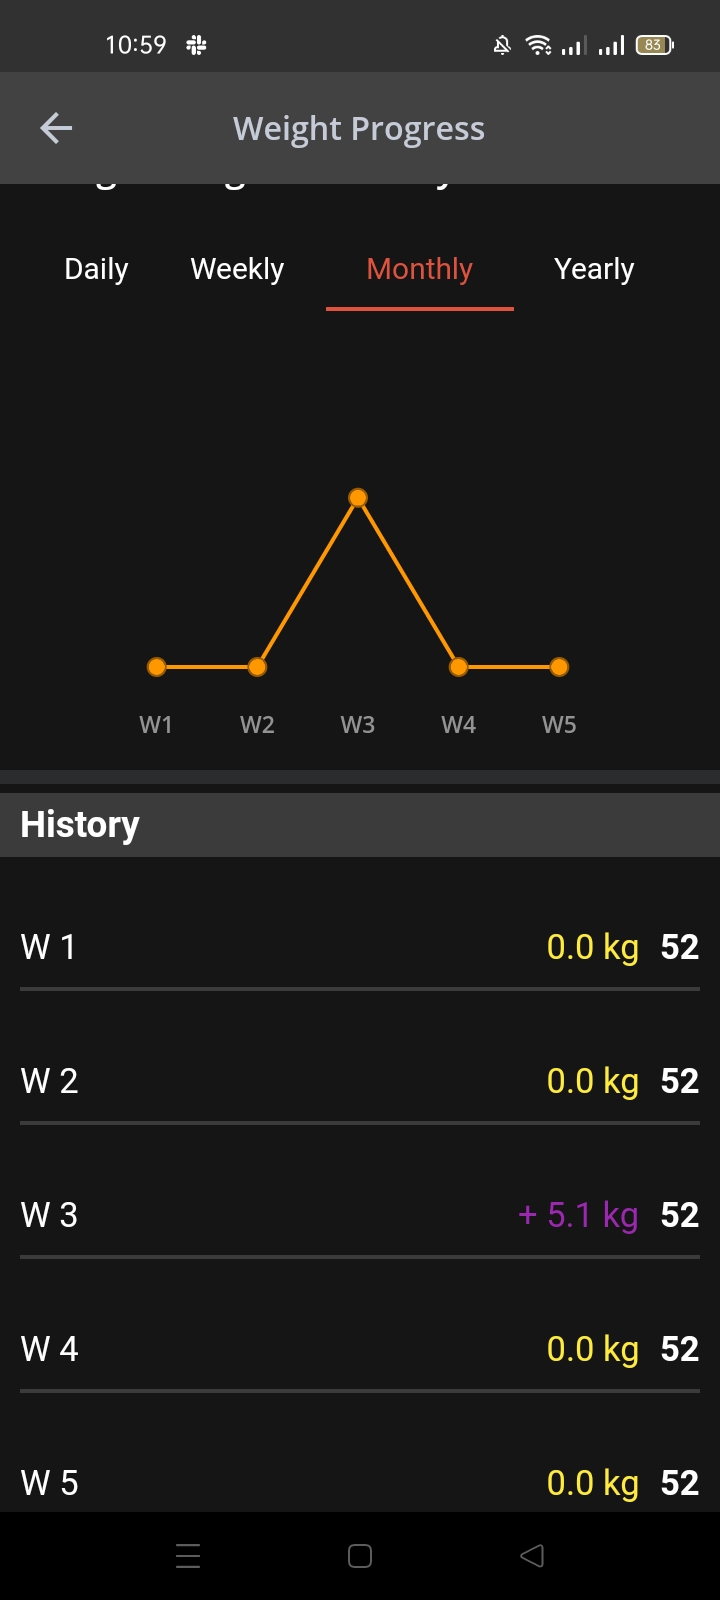 10:59 83
Weight Progress
Daily Weekly Monthly Yearly
W1 W2 W3 W4 W5
History
W 1 0.0 kg 52
W 2 0.0 kg 52
W 3 + 5.1 kg 52
W 4 0.0 kg 52
W 5 0.0 kg 52